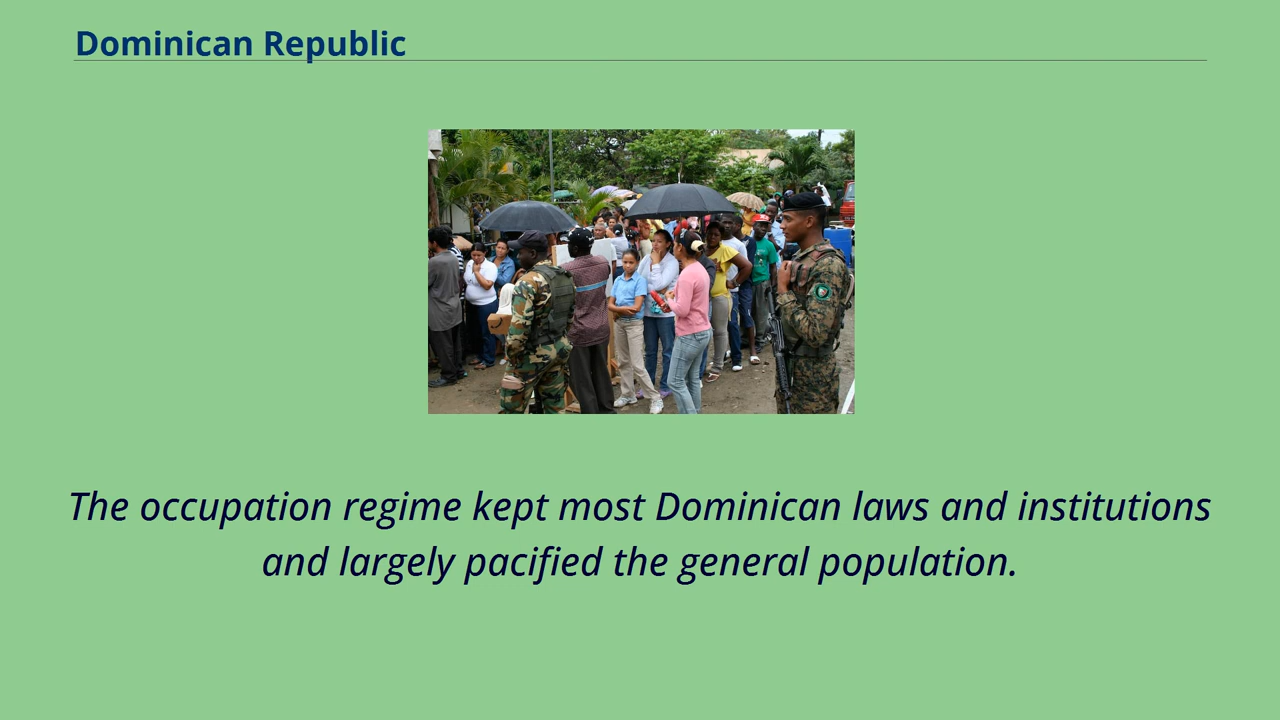 Dominican Republic
The occupation regime kept most Dominican laws and institutions
and largely pacified the general population.